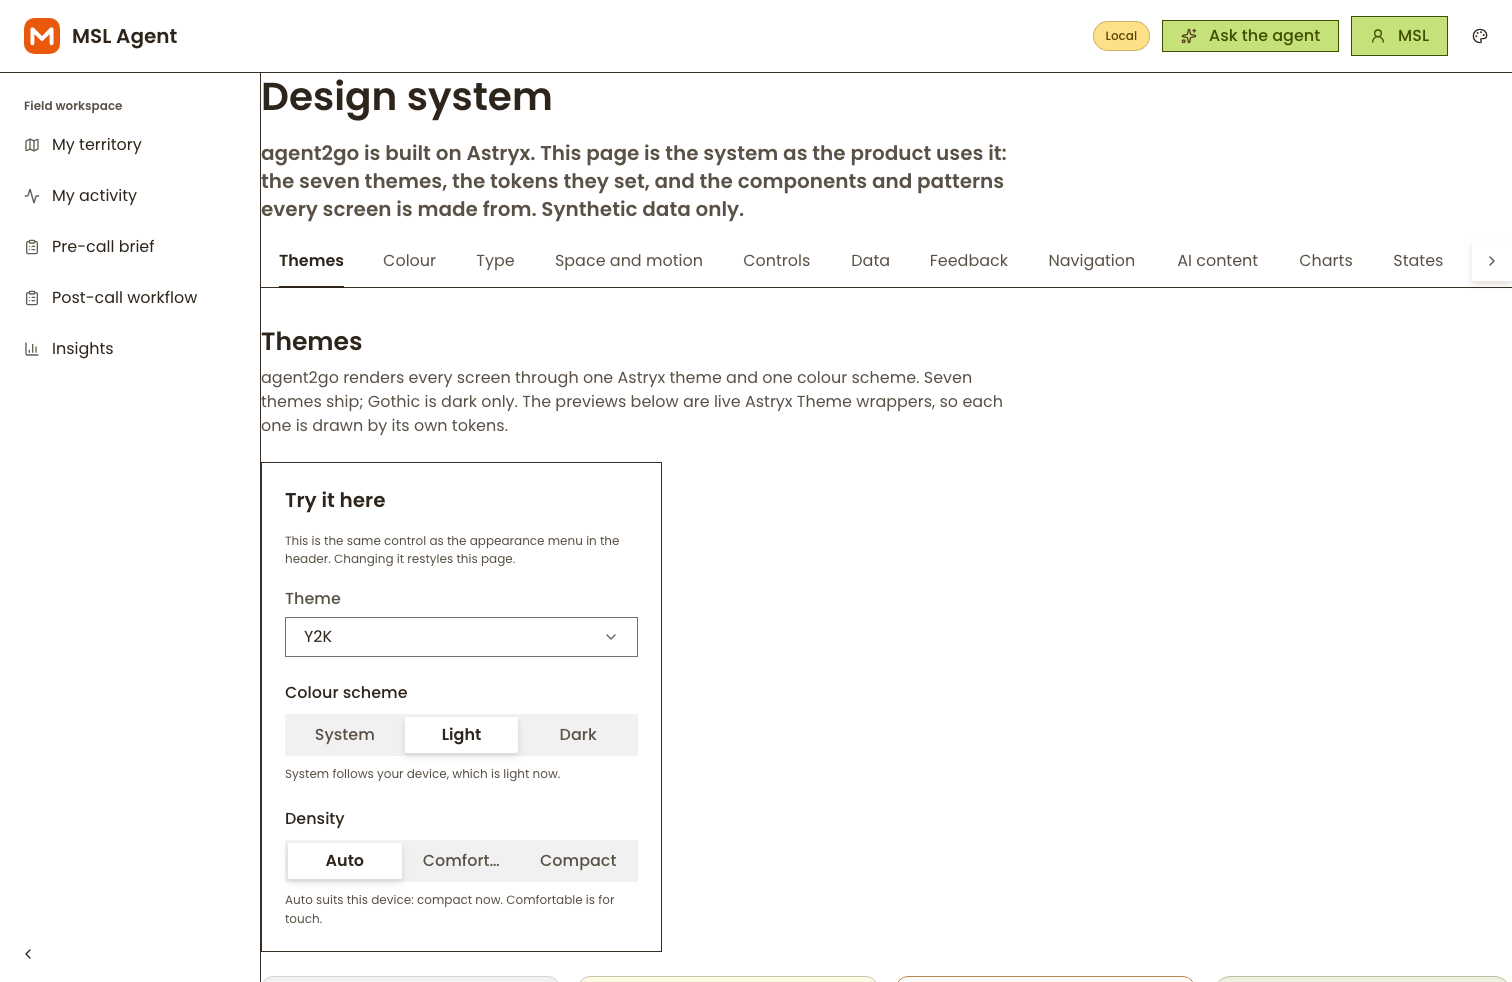 MSL Agent
Local
Ask the agent
MSL
Field workspace
My territory
My activity
Pre-call brief
Post-call workflow
Insights
Design system
agent2go is built on Astryx. This page is the system as the product uses it:
the seven themes, the tokens they set, and the components and patterns
every screen is made from. Synthetic data only.
Themes
Colour
Type
Space and motion
Controls
Data
Feedback
Navigation
AI content
Charts
States
Themes
agent2go renders every screen through one Astryx theme and one colour scheme. Seven
themes ship; Gothic is dark only. The previews below are live Astryx Theme wrappers, so each
one is drawn by its own tokens.
Try it here
This is the same control as the appearance menu in the
header. Changing it restyles this page.
Theme
Y2K
Colour scheme
System
Light
Dark
System follows your device, which is light now.
Density
Auto
Comfort...
Compact
Auto suits this device: compact now. Comfortable is for
touch.